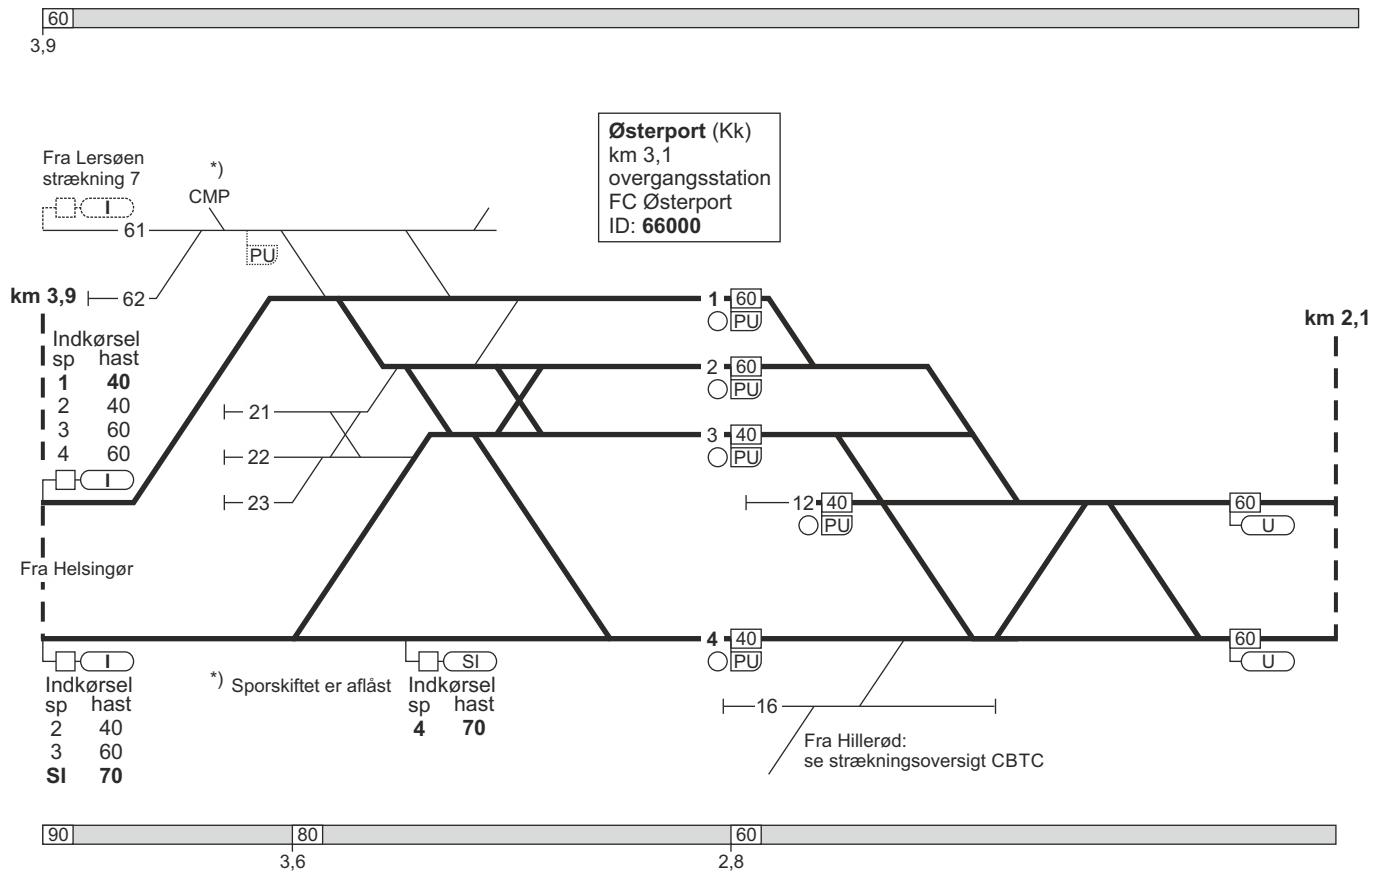 60
3,9
Østerport (Kk)
km 3,1
overgangsstation
FC Østerport
ID: 66000
Fra Lersøen
strækning 7
*)
CMP
I
61
PU
62
km 3,9
Indkørsel
sp hast
1 40
2 40
3 60
4 60
I
1 60
PU
2 60
PU
3 40
PU
km 2,1
21
22
23
12 40
PU
60
U
Fra Helsingør
4 40
PU
60
U
I
Indkørsel
sp hast
2 40
3 60
SI 70
*) Sporskiftet er aflåst
SI
Indkørsel
sp hast
4 70
16
Fra Hillerød:
se strækningsoversigt CBTC
90 80 60
3,6 2,8